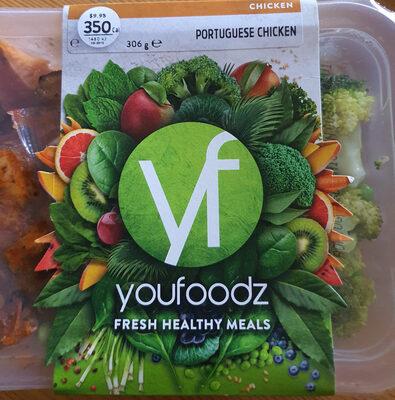 CHICKEN
$9.95
350 Cal
306 g e
PORTUGUESE CHICKEN
yf
youfoodz
FRESH HEALTHY MEALS